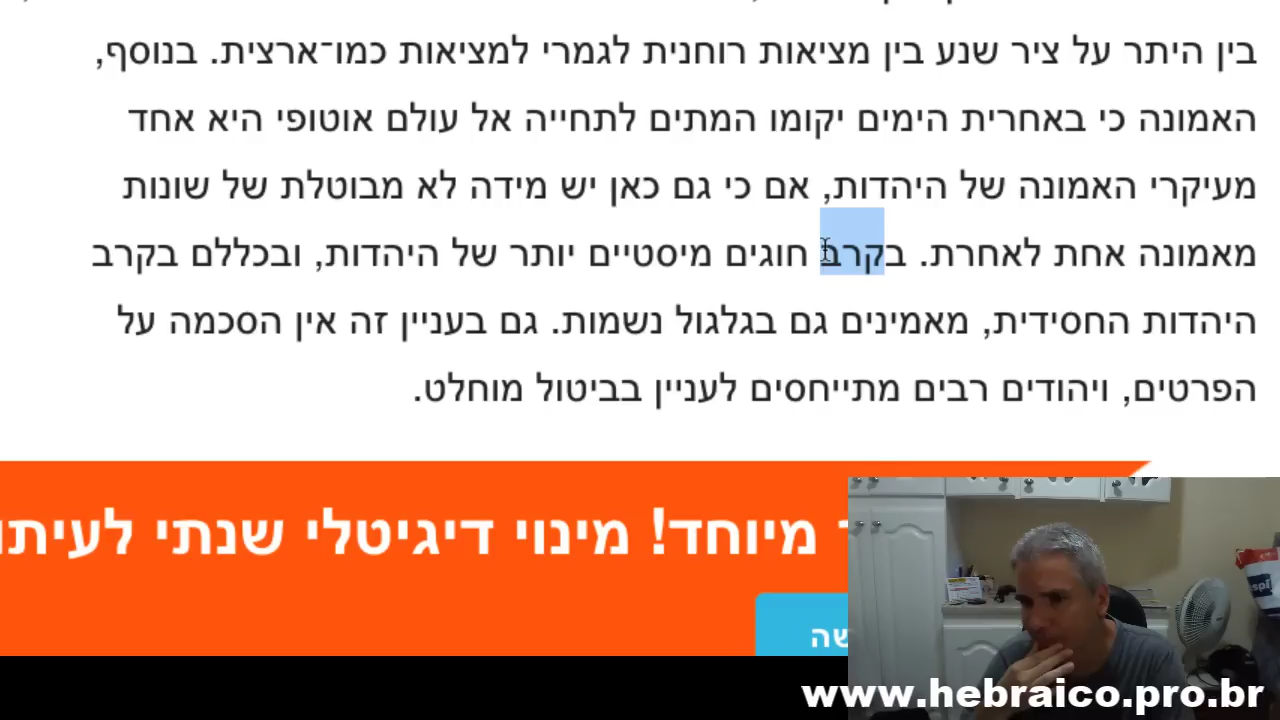 בין היתר על ציר שנע בין מציאות רוחנית לגמרי למציאות כמו־ארצית. בנוסף,
האמונה כי באחרית הימים יקומו המתים לתחייה אל עולם אוטופי היא אחד
מעיקרי האמונה של היהדות, אם כי גם כאן יש מידה לא מבוטלת של שונות
מאמונה אחת לאחרת. בקרב חוגים מיסטיים יותר של היהדות, ובכללם בקרב
היהדות החסידית, מאמינים גם בגלגול נשמות. גם בעניין זה אין הסכמה על
הפרטים, ויהודים רבים מתייחסים לעניין בביטול מוחלט.
מיוחד! מינוי דיגיטלי שנתי
www.hebraico.pro.br